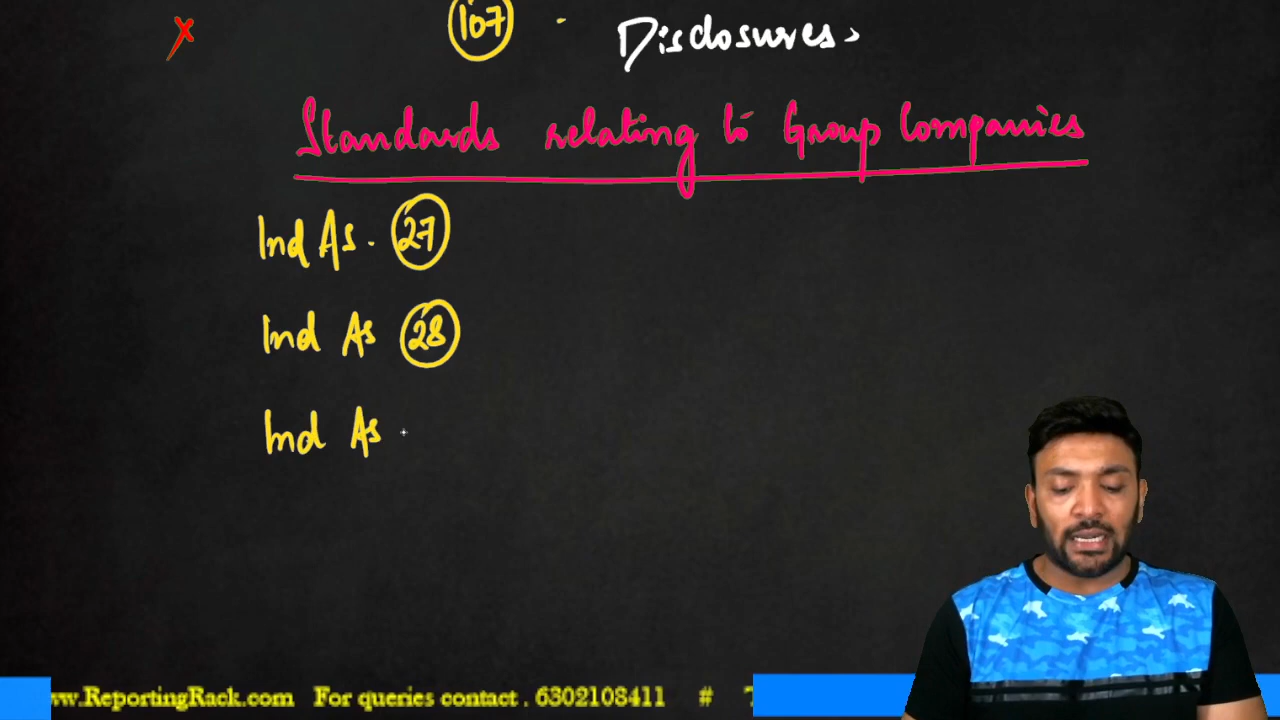 107 - Disclosures
Standards relating to Group Companies
Ind As. 27
Ind As 28
Ind As
ww.ReportingRack.com For queries contact . 6302108411 # 7